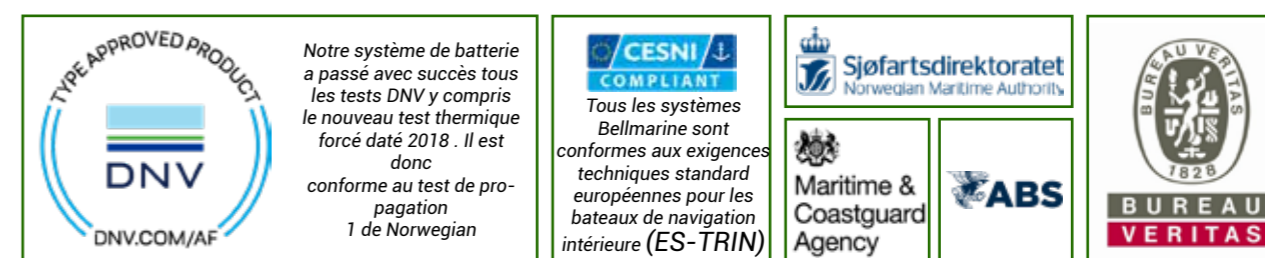 TYPE APPROVED PRODUCT
DNV
DNV.COM/AF
Notre système de batterie
a passé avec succès tous
les tests DNV y compris
le nouveau test thermique
forcé daté 2018 . Il est
donc
conforme au test de pro-
pagation
1 de Norwegian
CESNI
COMPLIANT
Tous les systèmes
Bellmarine sont
conformes aux exigences
techniques standard
européennes pour les
bateaux de navigation
intérieure (ES-TRIN)
Sjøfartsdirektoratet
Norwegian Maritime Authority
Maritime &
Coastguard
Agency
ABS
BUREAU VERITAS
1828
BUREAU
VERITAS